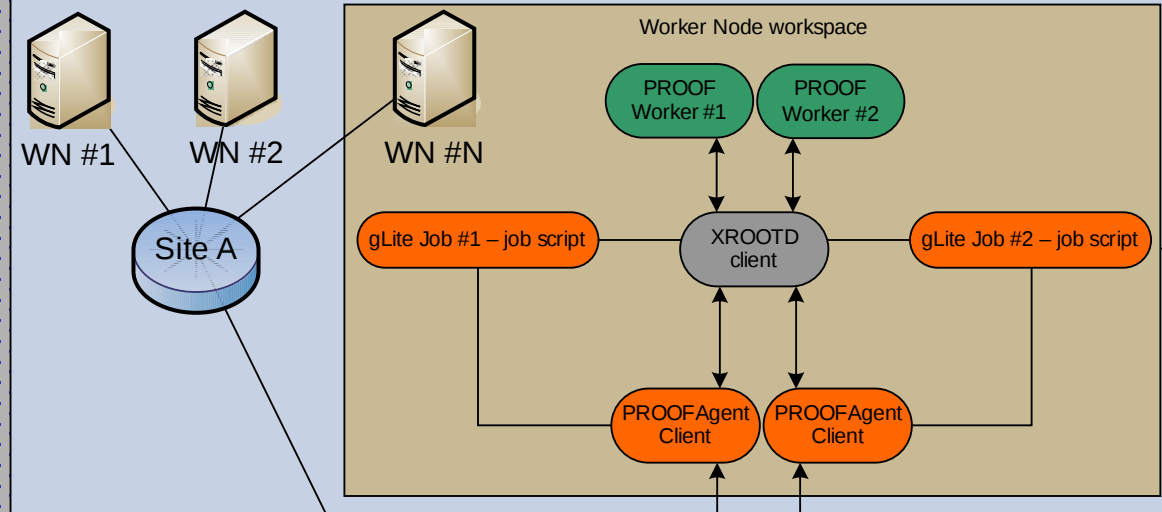 Worker Node workspace
PROOF
Worker #1
PROOF
Worker #2
WN #1
WN #2
WN #N
Site A
gLite Job #1 – job script
XROOTD
client
gLite Job #2 – job script
PROOFAgent
Client
PROOFAgent
Client